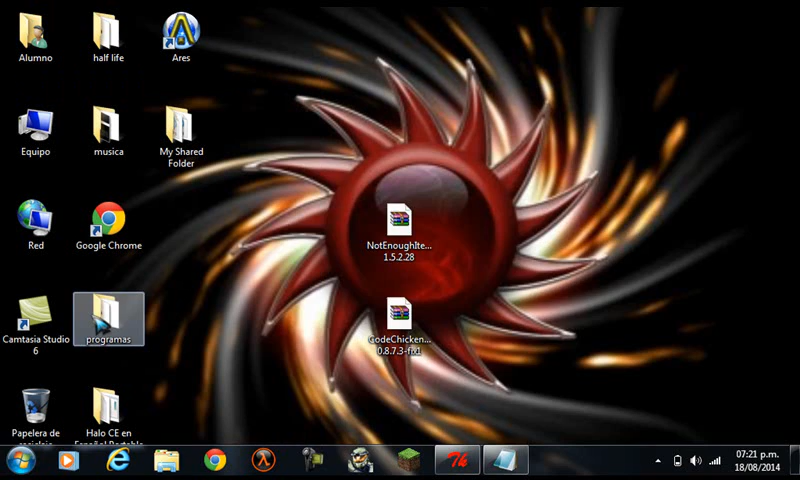 Alumno
half life
Ares
Equipo
musica
My Shared
Folder
Red
Google Chrome
NotEnoughIte...
1.5.2.28
Camtasia Studio
6
programas
CodeChicken...
0.8.7.3-fix1
Papelera de
reciclaje
Halo CE en
Español Portable
07:21 p.m.
18/08/2014